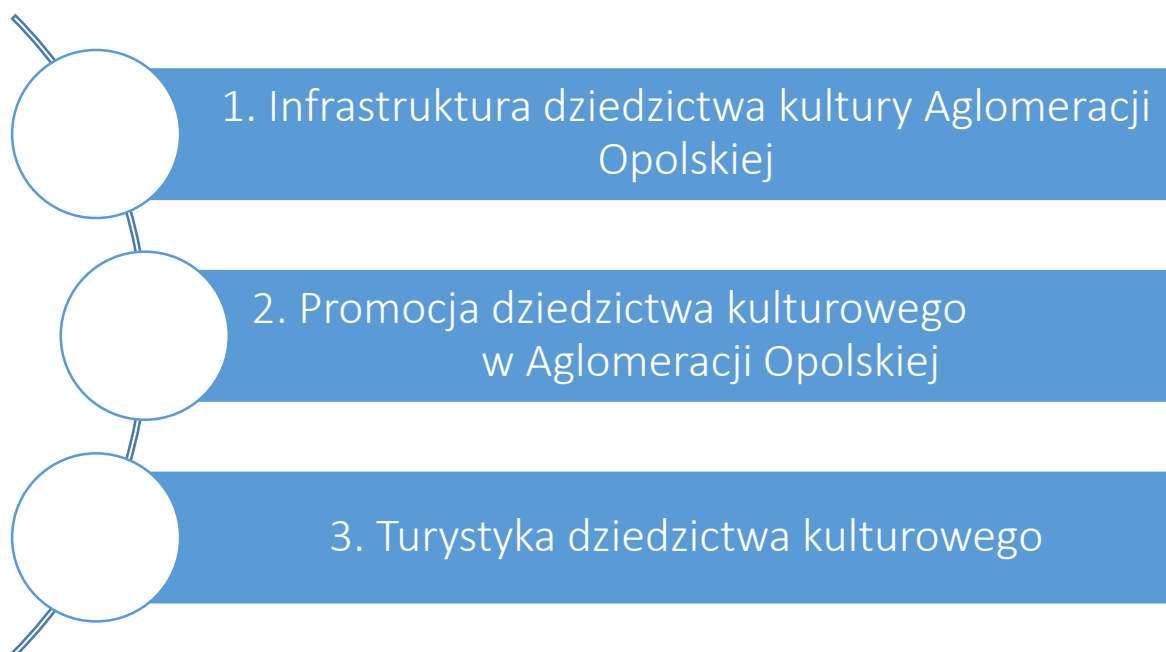 1. Infrastruktura dziedzictwa kultury Aglomeracji
Opolskiej
2. Promocja dziedzictwa kulturowego
w Aglomeracji Opolskiej
3. Turystyka dziedzictwa kulturowego